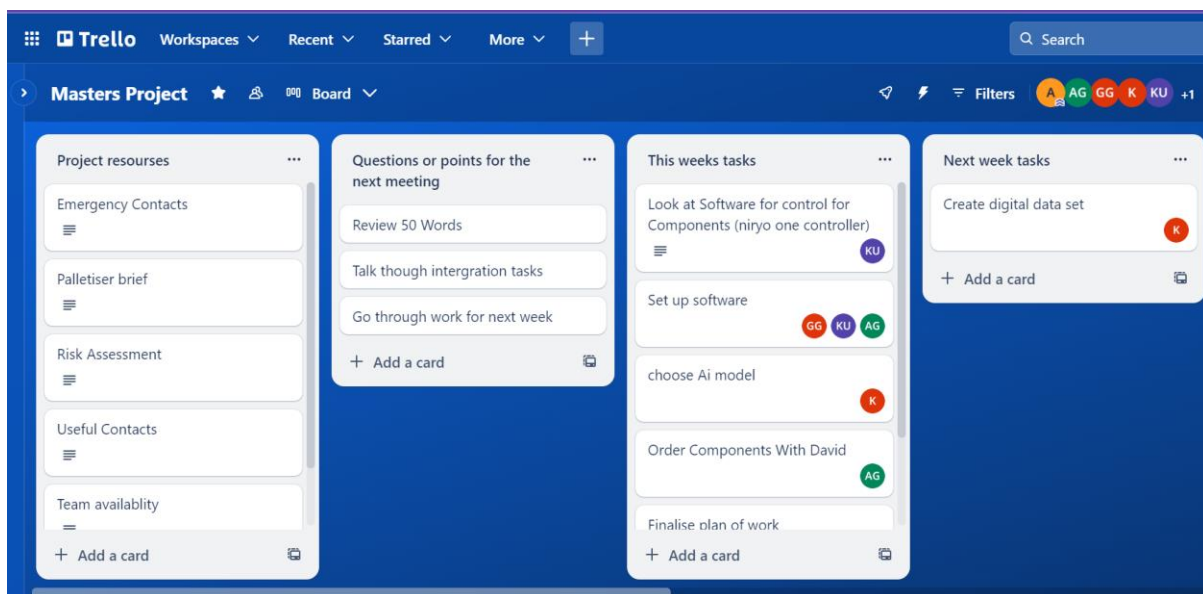 Trello Workspaces Recent Starred More + Search
Masters Project Board Filters A AG GG K KU +1
Project resourses
Emergency Contacts
Palletiser brief
Risk Assessment
Useful Contacts
Team availablity
+ Add a card
Questions or points for the
next meeting
Review 50 Words
Talk though intergration tasks
Go through work for next week
+ Add a card
This weeks tasks
Look at Software for control for
Components (niryo one controller)
KU
Set up software
GG KU AG
choose Ai model
K
Order Components With David
AG
Finalise plan of work
+ Add a card
Next week tasks
Create digital data set
K
+ Add a card